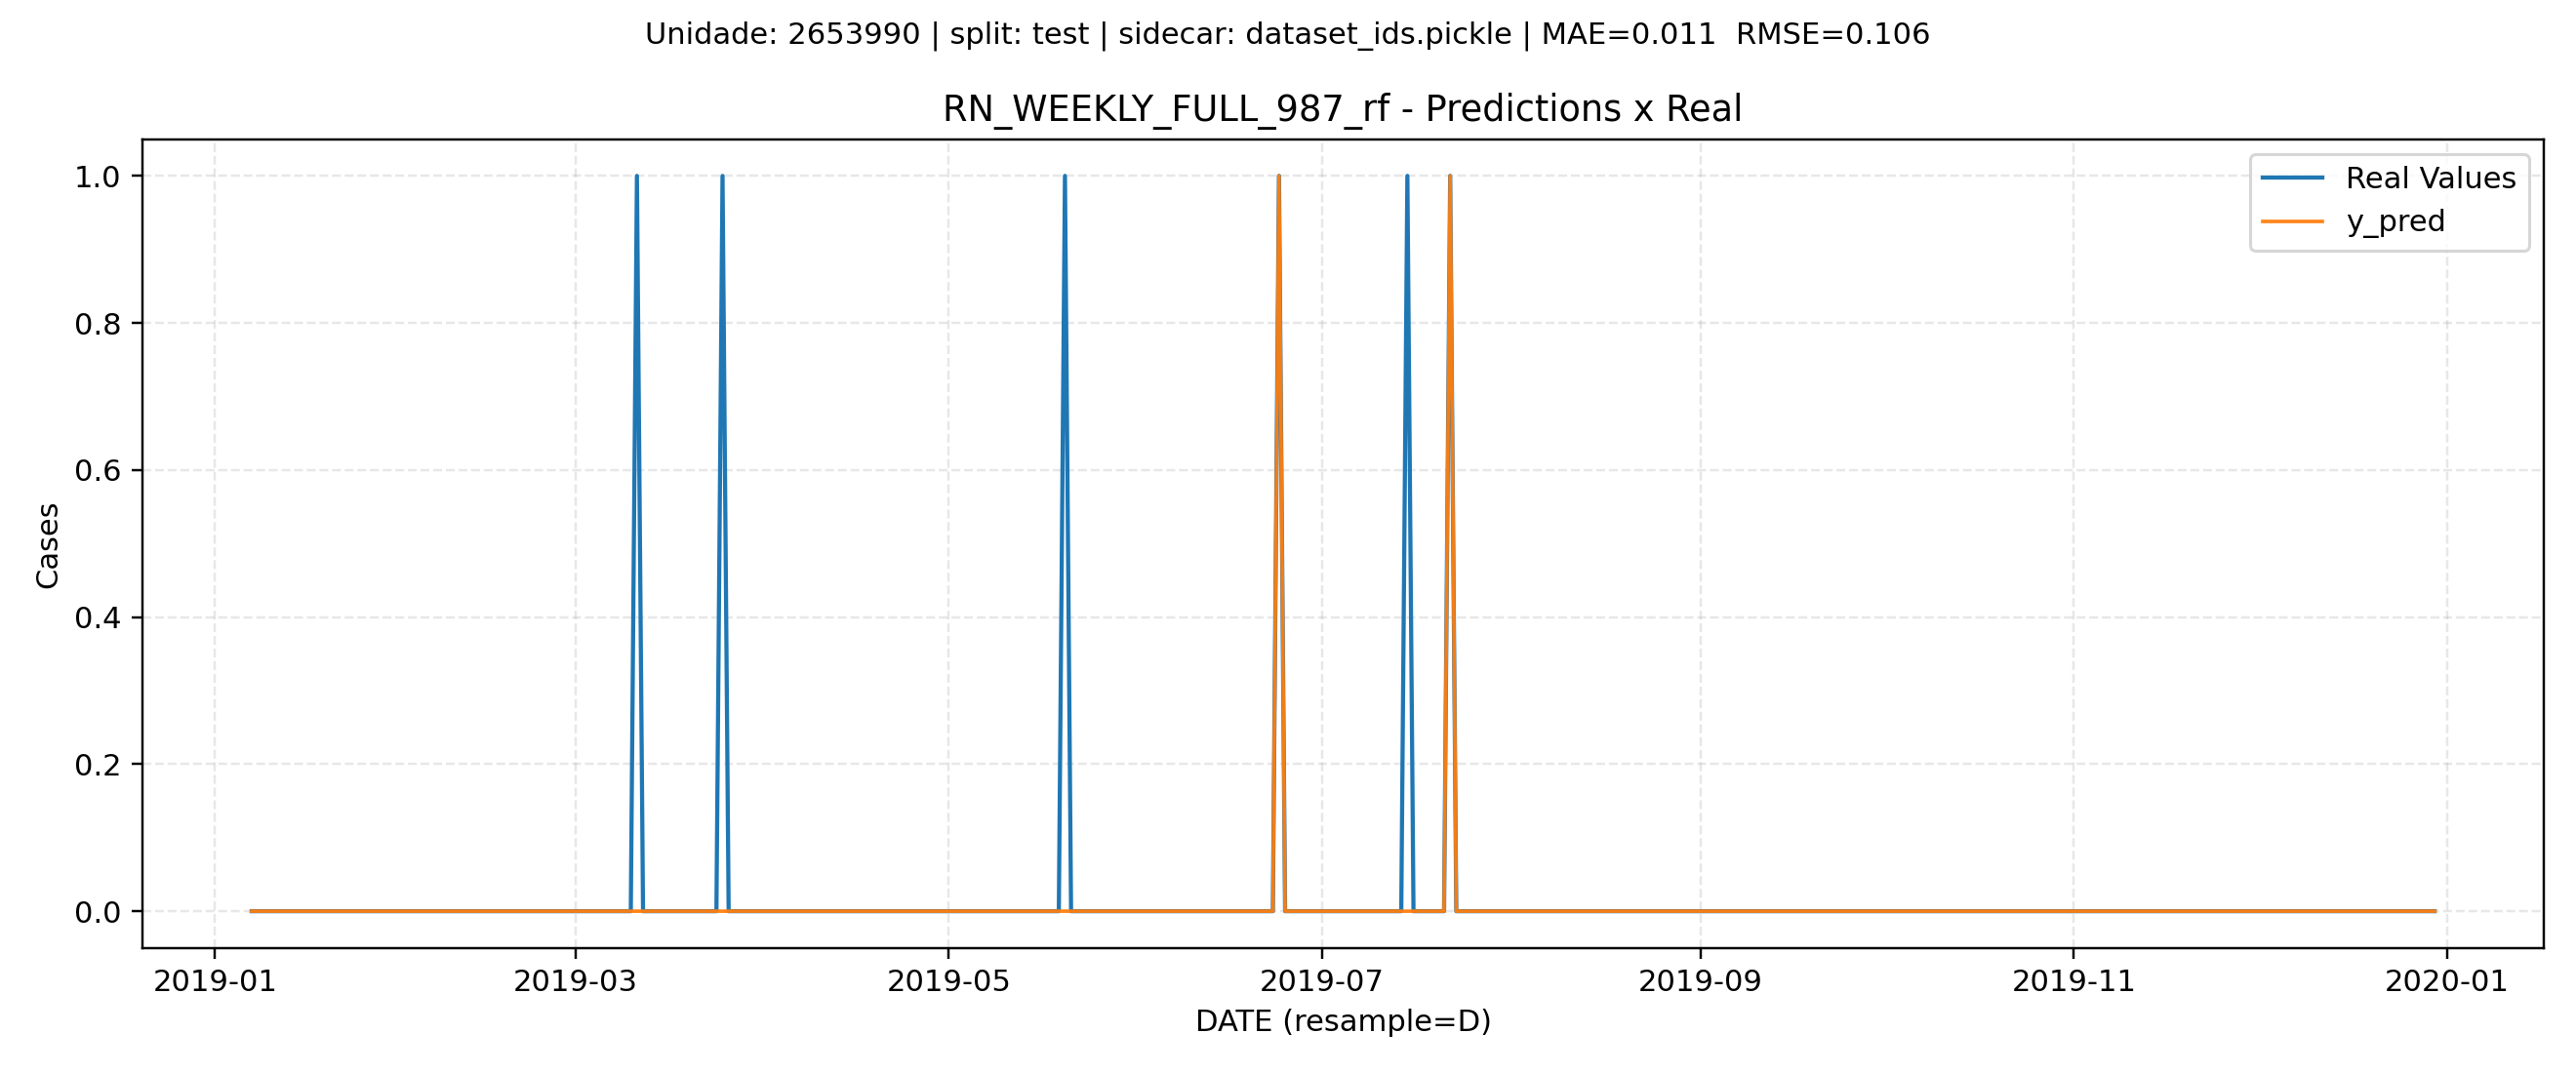 Unidade: 2653990 | split: test | sidecar: dataset_ids.pickle | MAE=0.011  RMSE=0.106
RN_WEEKLY_FULL_987_rf - Predictions x Real
Real Values
y_pred
1.0
0.8
0.6
0.4
0.2
0.0
Cases
2019-01
2019-03
2019-05
2019-07
2019-09
2019-11
2020-01
DATE (resample=D)